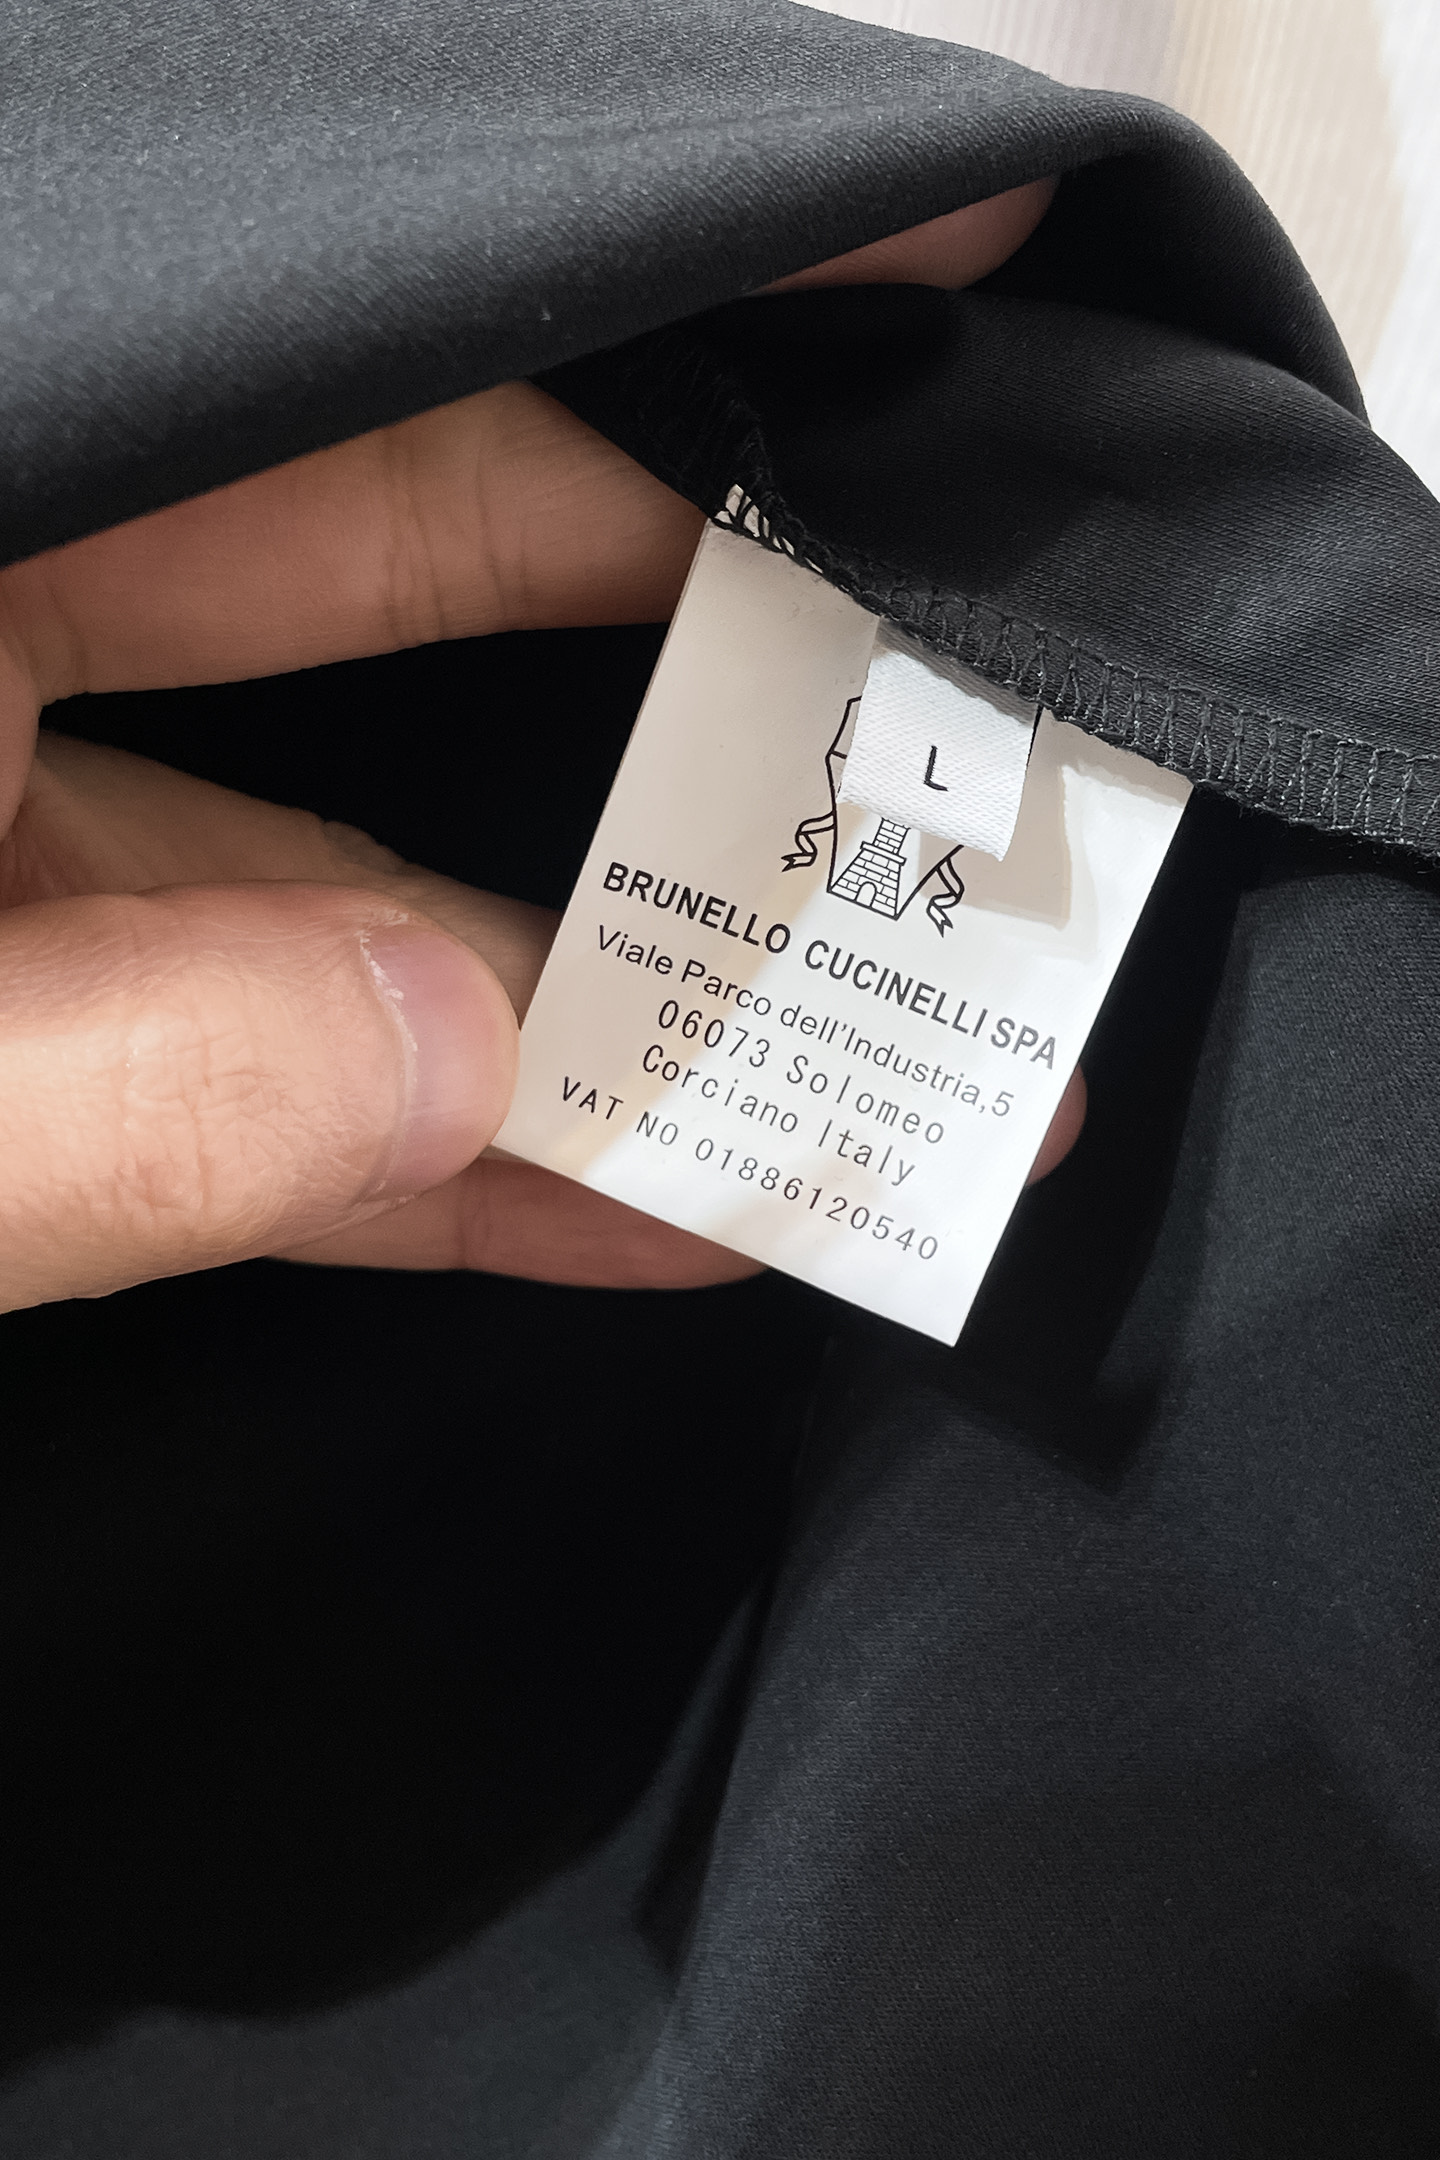 L
BRUNELLO CUCINELLI SPA
Viale Parco dell'Industria,5
06073 Solomeo
Corciano Italy
VAT NO 01886120540